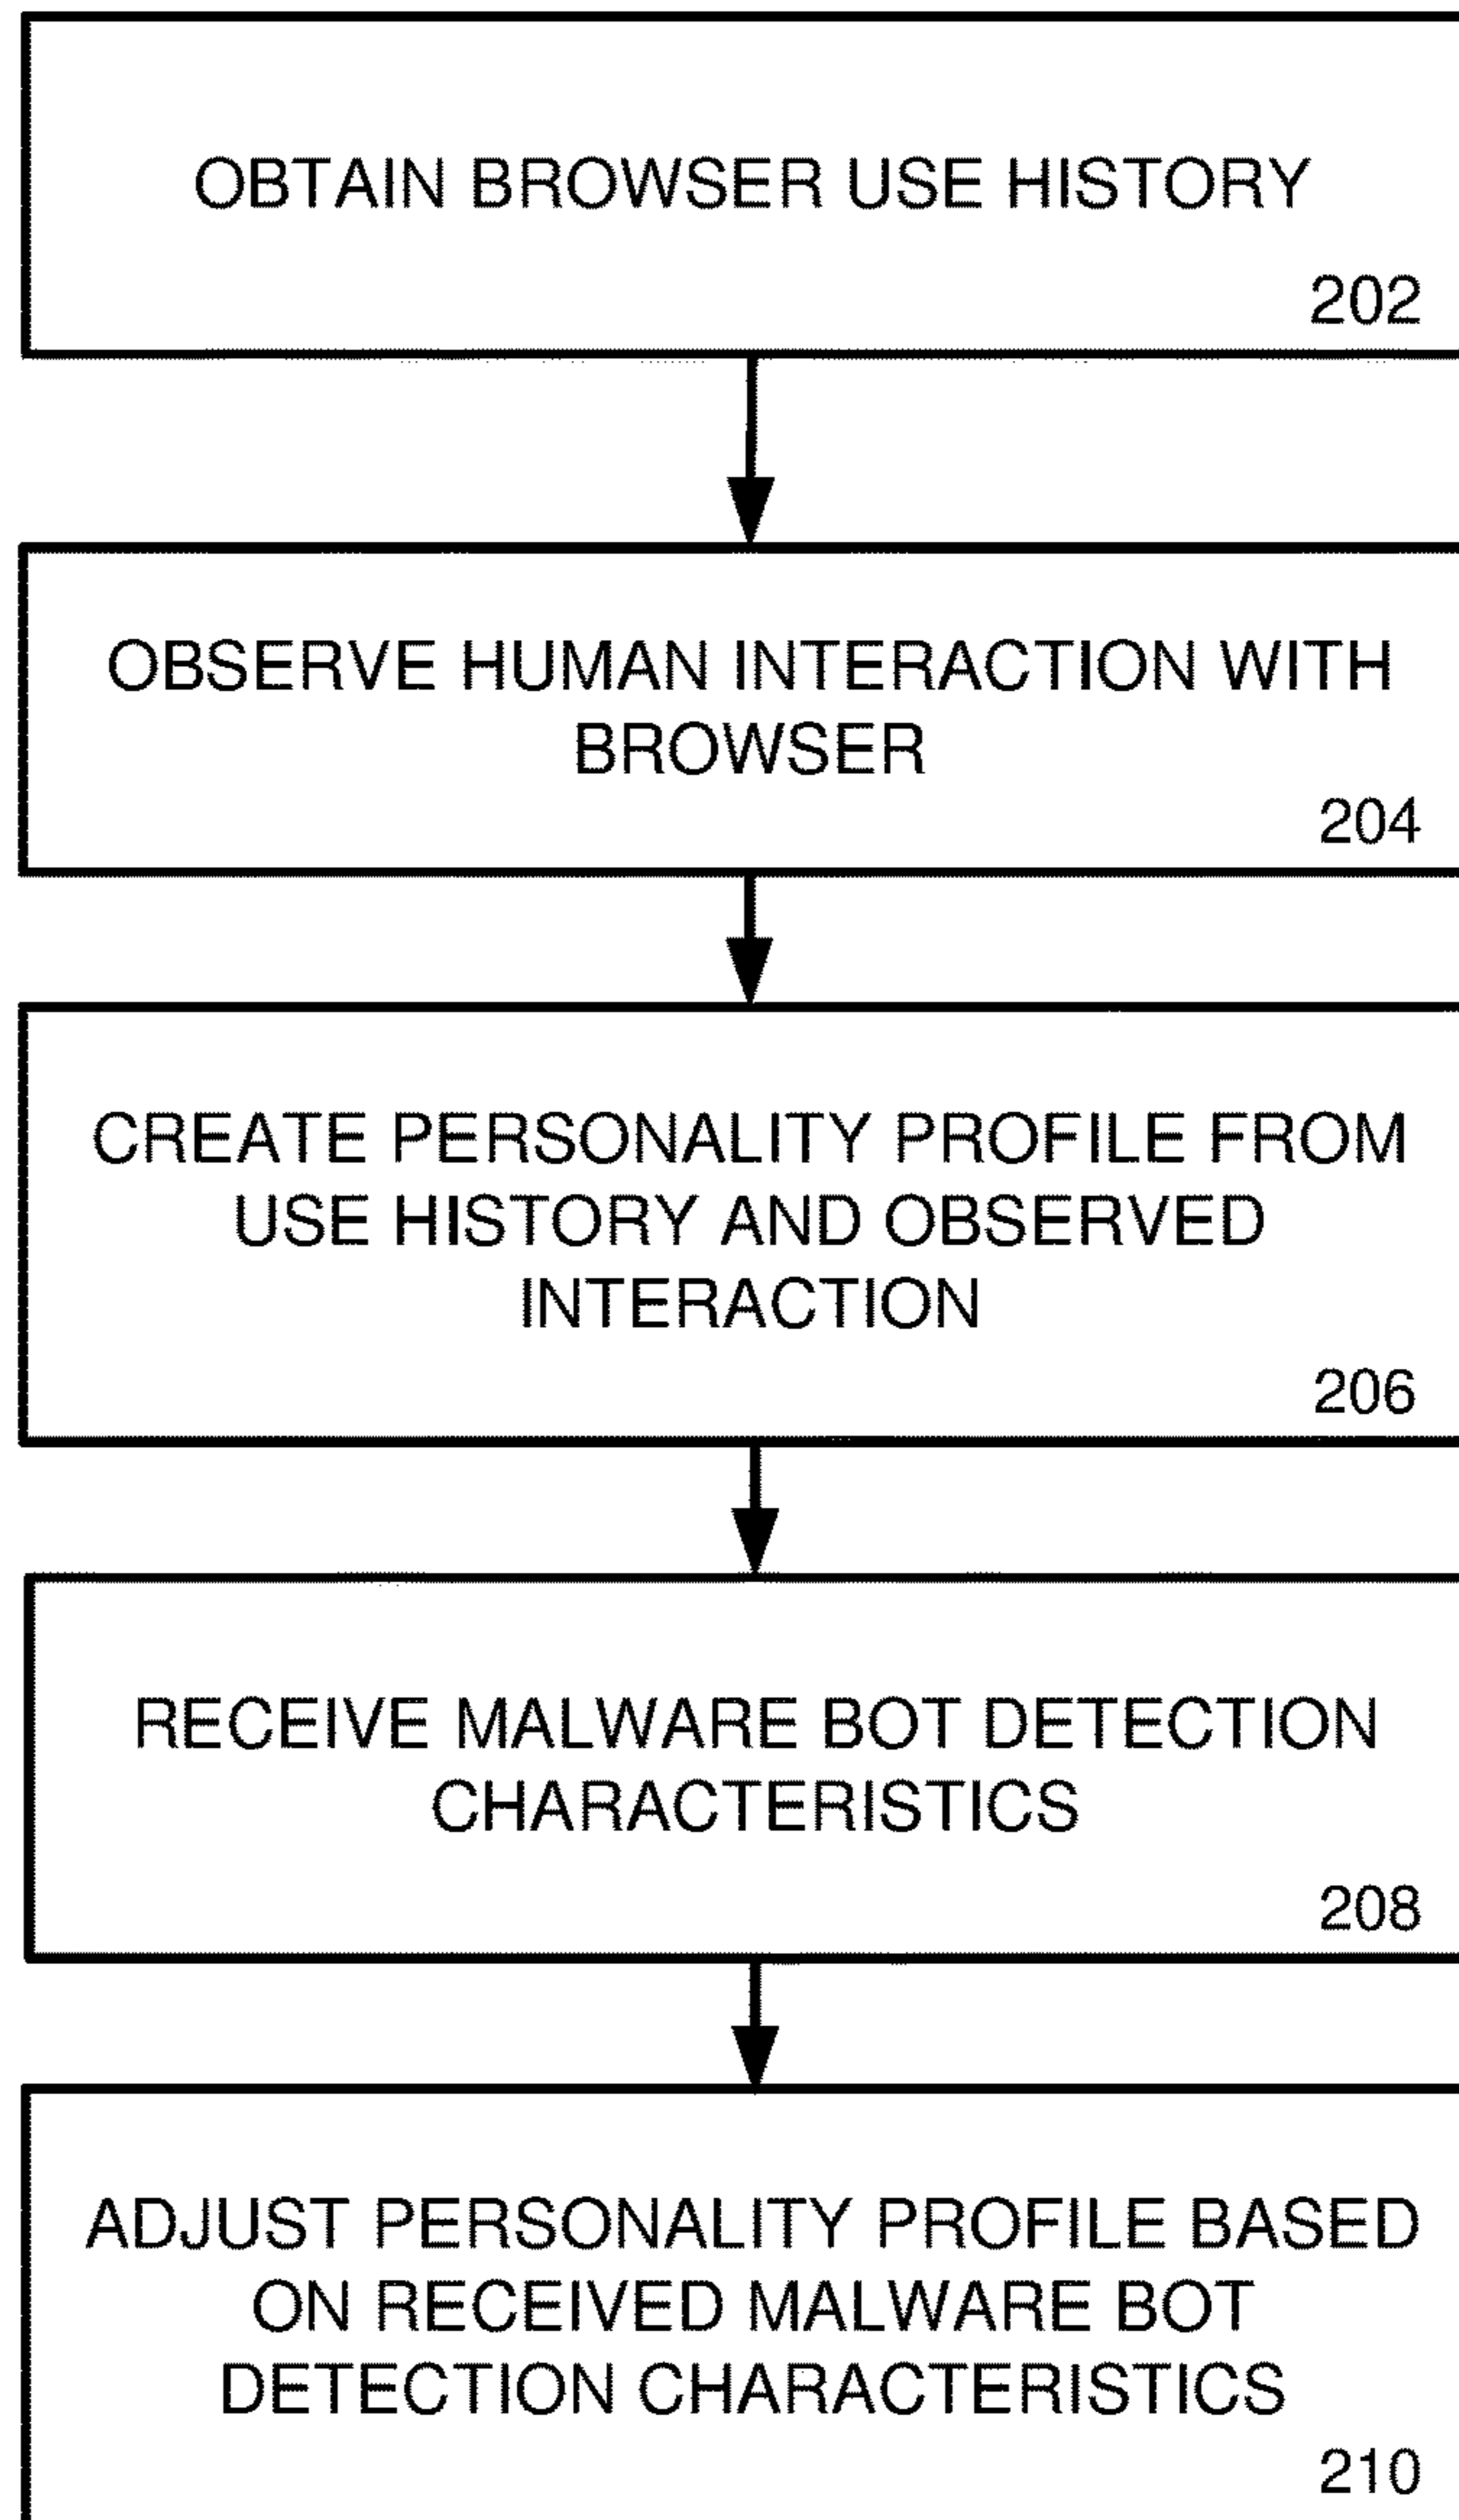 OBTAIN BROWSER USE HISTORY
202
OBSERVE HUMAN INTERACTION WITH
BROWSER
204
CREATE PERSONALITY PROFILE FROM
USE HISTORY AND OBSERVED
INTERACTION
206
RECEIVE MALWARE BOT DETECTION
CHARACTERISTICS
208
ADJUST PERSONALITY PROFILE BASED
ON RECEIVED MALWARE BOT
DETECTION CHARACTERISTICS
210